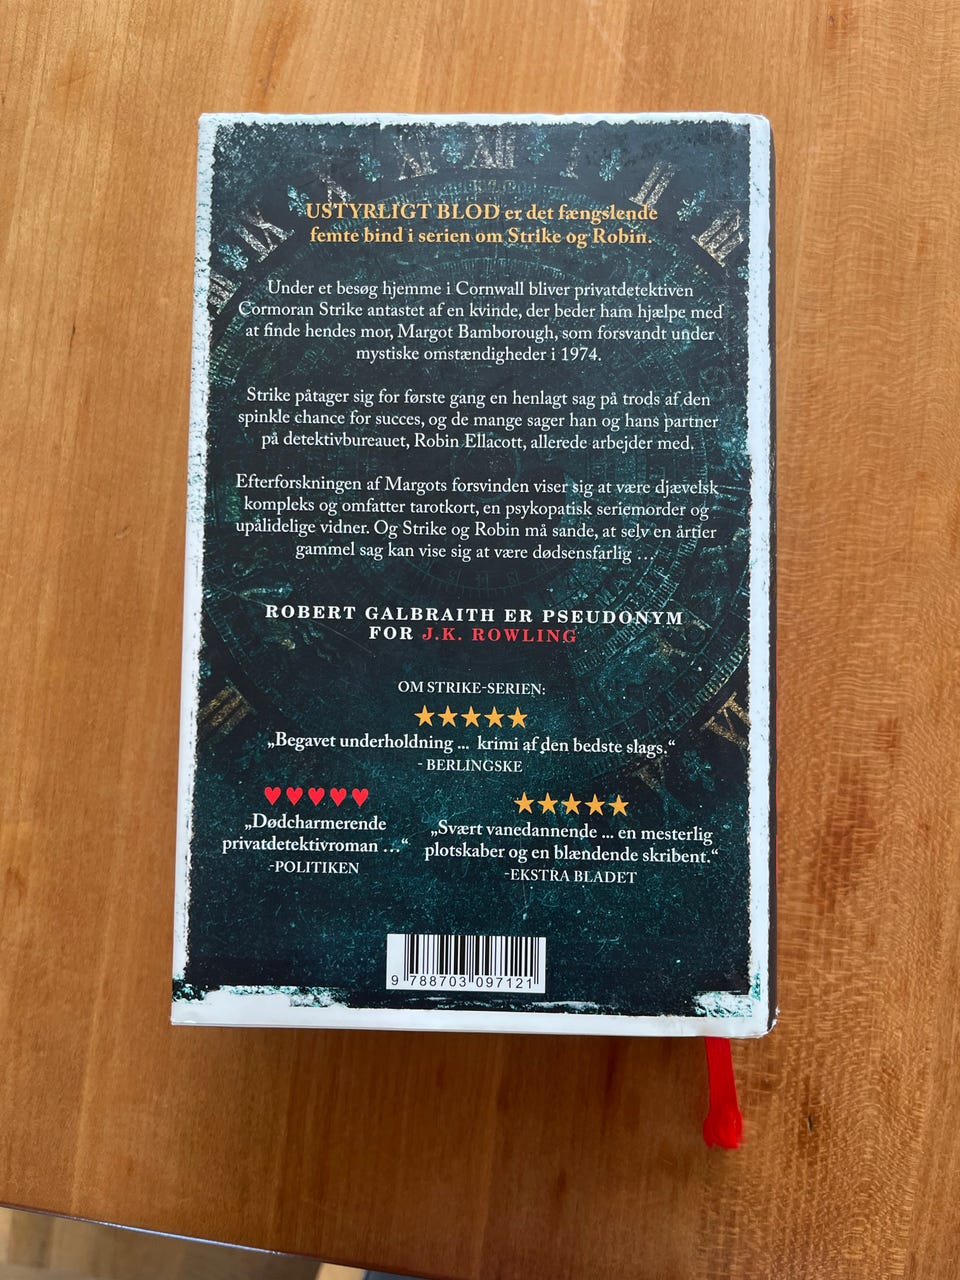 USTYRLIGT BLOD er det fængslende
femte bind i serien om Strike og Robin.
Under et besøg hjemme i Cornwall bliver privatdetektiven
Cormoran Strike antastet af en kvinde, der beder ham hjælpe med
at finde hendes mor, Margot Bamborough, som forsvandt under
mystiske omstændigheder i 1974.
Strike påtager sig for første gang en henlagt sag på trods af den
spinkle chance for succes, og de mange sager han og hans partner
på detektivbureauet, Robin Ellacott, allerede arbejder med.
Efterforskningen af Margots forsvinden viser sig at være djævelsk
kompleks og omfatter tarotkort, en psykopatisk seriemorder og
upålidelige vidner. Og Strike og Robin må sande, at selv en årtier
gammel sag kan vise sig at være dødsensfarlig …
ROBERT GALBRAITH ER PSEUDONYM
FOR J.K. ROWLING
OM STRIKE-SERIEN:
★★★★★
„Begavet underholdning ... krimi af den bedste slags.“
- BERLINGSKE
♥♥♥♥♥
„Dødcharmerende
privatdetektivroman …“
-POLITIKEN
★★★★★
„Svært vanedannende ... en mesterlig
plotskaber og en blændende skribent.“
-EKSTRA BLADET
9 788703 097121